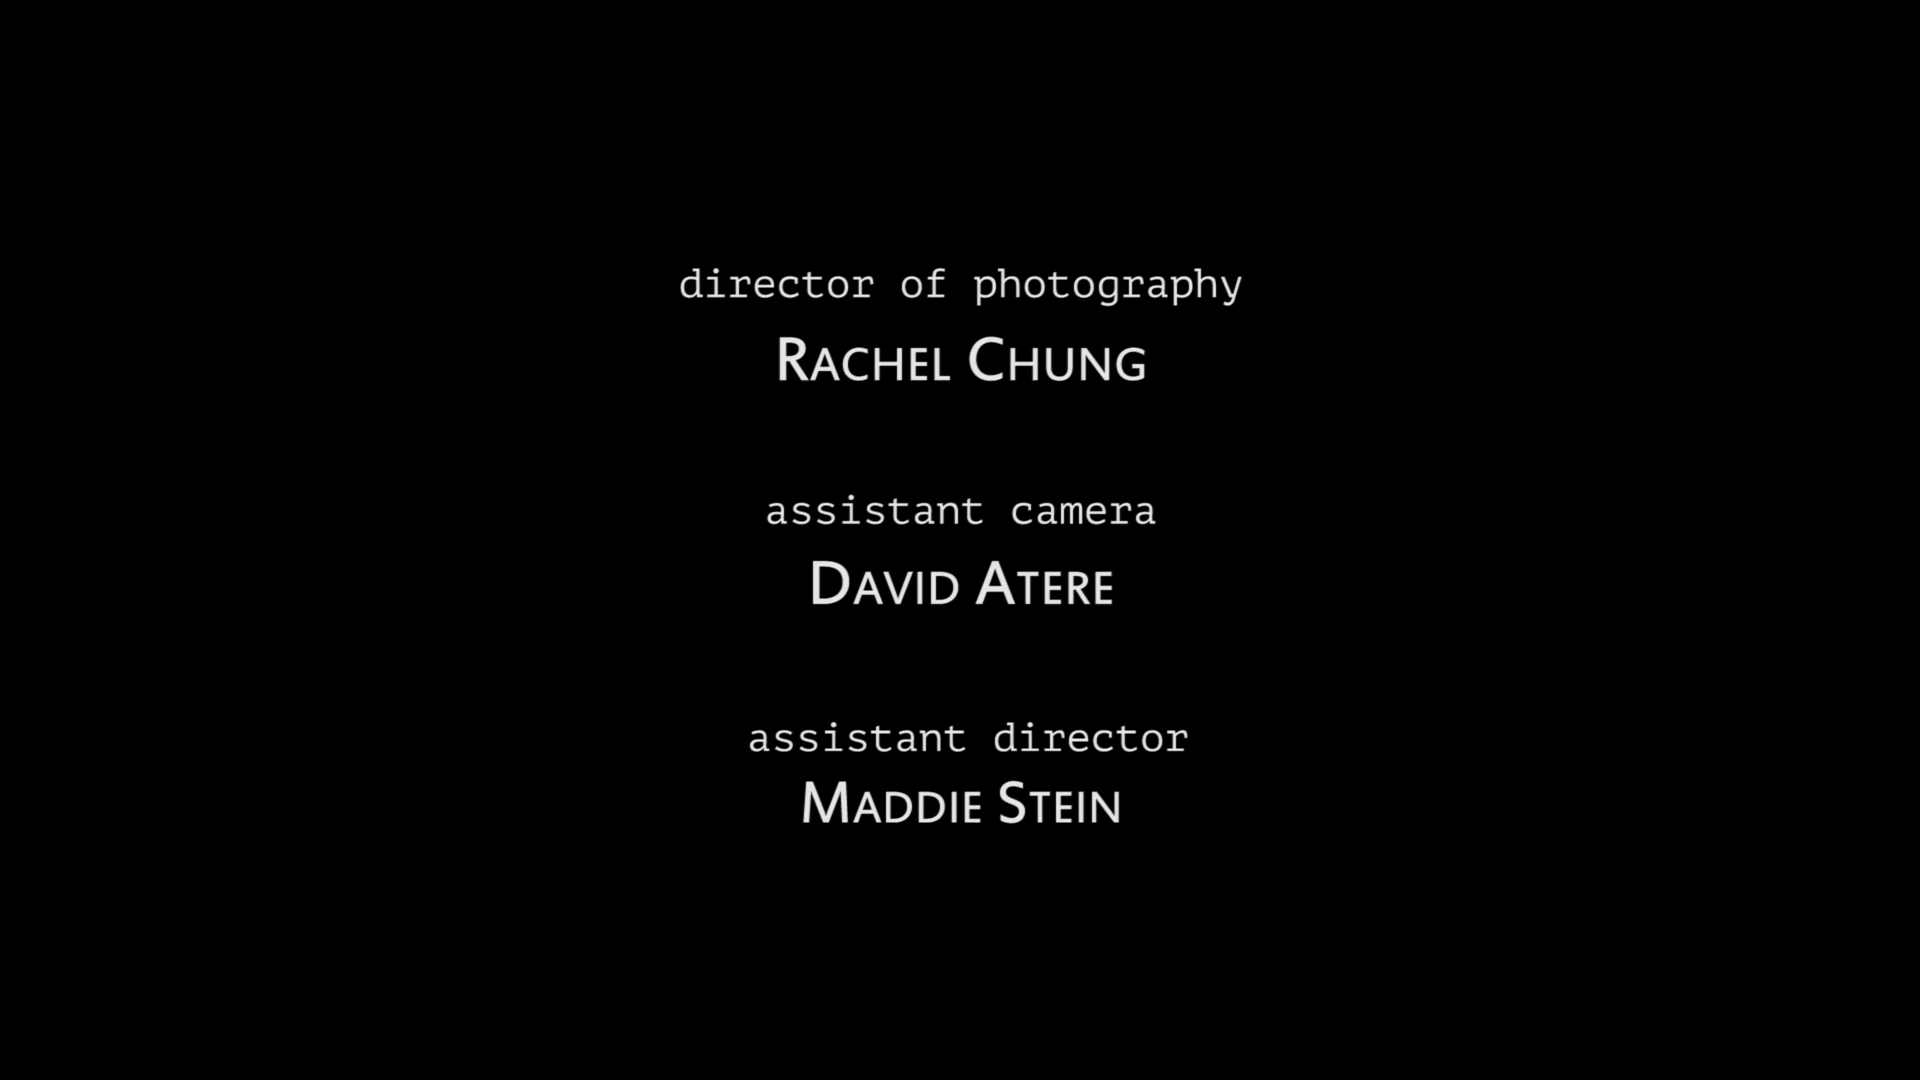 director of photography
Rachel Chung
assistant camera
David Atere
assistant director
Maddie Stein